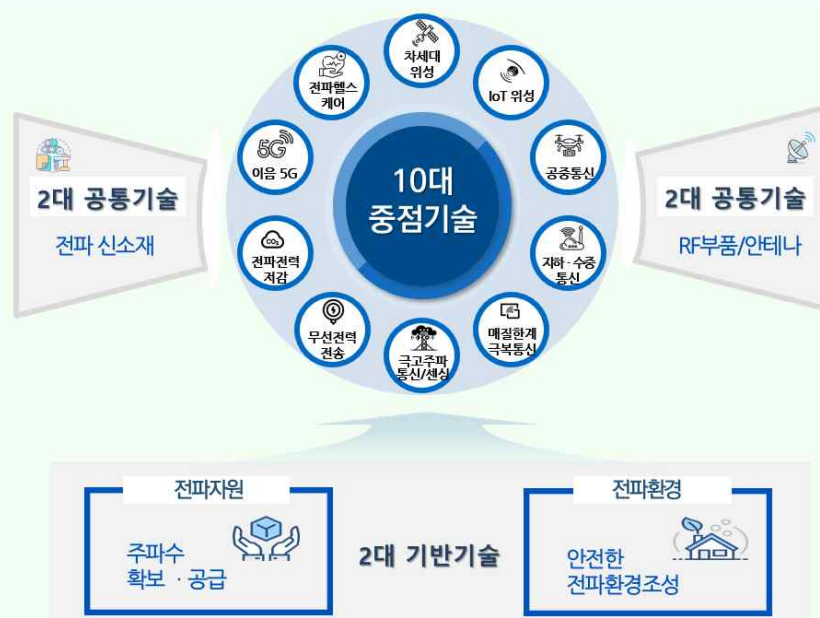 10대
중점기술
차세대
위성
IoT 위성
공중통신
지하 · 수중
통신
매질한계
극복통신
극고주파
통신/센싱
무선전력
전송
전파전력
저감
CO₂
이음 5G
5G
전파헬스
케어
2대 공통기술
전파 신소재
2대 공통기술
RF부품/안테나
전파자원
주파수
확보 · 공급
2대 기반기술
전파환경
안전한
전파환경조성